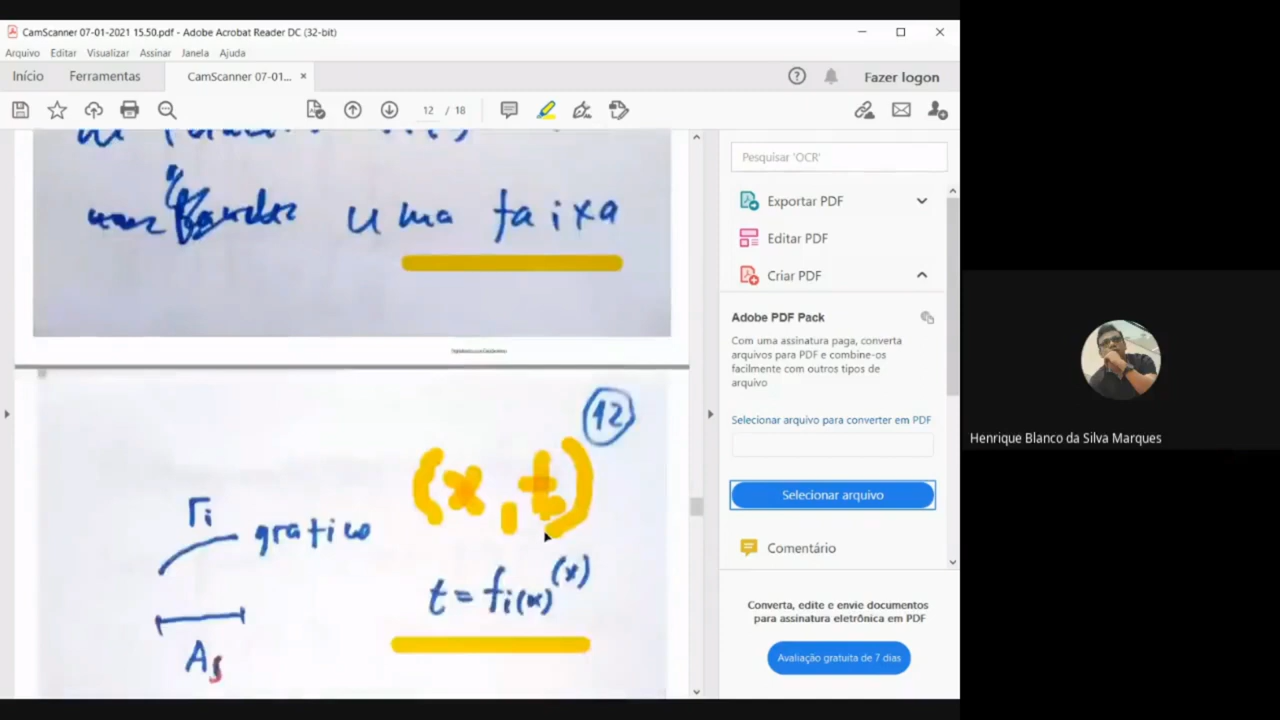 CamScanner 07-01-2021 15.50.pdf - Adobe Acrobat Reader DC (32-bit)
Arquivo Editar Visualizar Assinar Janela Ajuda
Início Ferramentas CamScanner 07-01... × Fazer logon
12 / 18
uma faixa
12
(x, t)
Γi gráfico
t = fi(x) (x)
A
Pesquisar 'OCR'
Exportar PDF
Editar PDF
Criar PDF
Adobe PDF Pack
Com uma assinatura paga, converta
arquivos para PDF e combine-os
facilmente com outros tipos de
arquivo
Selecionar arquivo para converter em PDF
Selecionar arquivo
Comentário
Converta, edite e envie documentos
para assinatura eletrônica em PDF
Avaliação gratuita de 7 dias
Henrique Blanco da Silva Marques